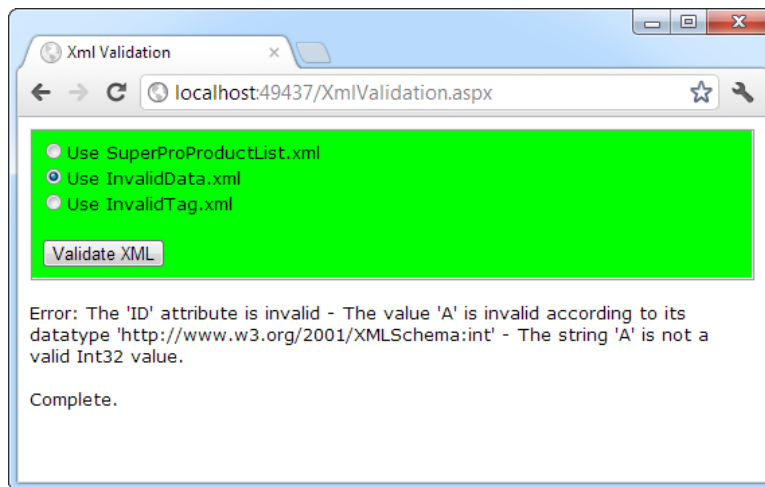 Xml Validation
localhost:49437/XmlValidation.aspx
Use SuperProProductList.xml
Use InvalidData.xml
Use InvalidTag.xml
Validate XML
Error: The 'ID' attribute is invalid - The value 'A' is invalid according to its
datatype 'http://www.w3.org/2001/XMLSchema:int' - The string 'A' is not a
valid Int32 value.
Complete.